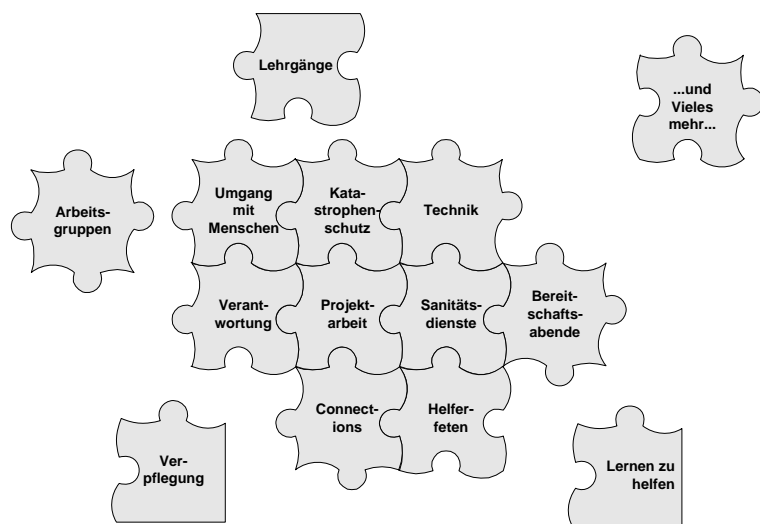 Lehrgänge
...und
Vieles
mehr...
Arbeits-
gruppen
Umgang
mit
Menschen
Kata-
strophen-
schutz
Technik
Verant-
wortung
Projekt-
arbeit
Sanitäts-
dienste
Bereit-
schafts-
abende
Connect-
ions
Helfer-
feten
Ver-
pflegung
Lernen zu
helfen